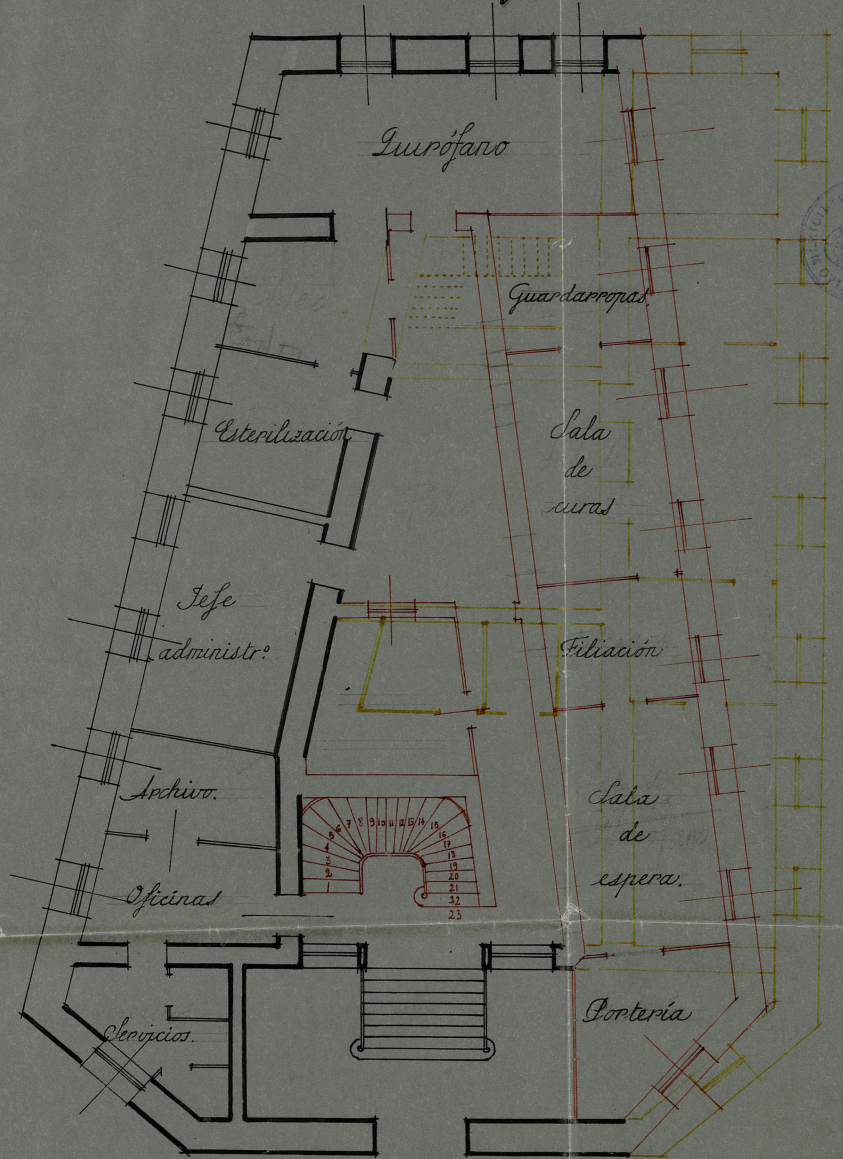 Quirófano
Guardarropas.
Esterilización
Sala
de
curas
Jefe
administr.º
Filiación
Archivo.
Sala
de
espera.
Oficinas
1
2
3
4
5
6
7
8
9
10
11
12
13
14
15
16
17
18
19
20
21
22
23
Servicios.
Portería